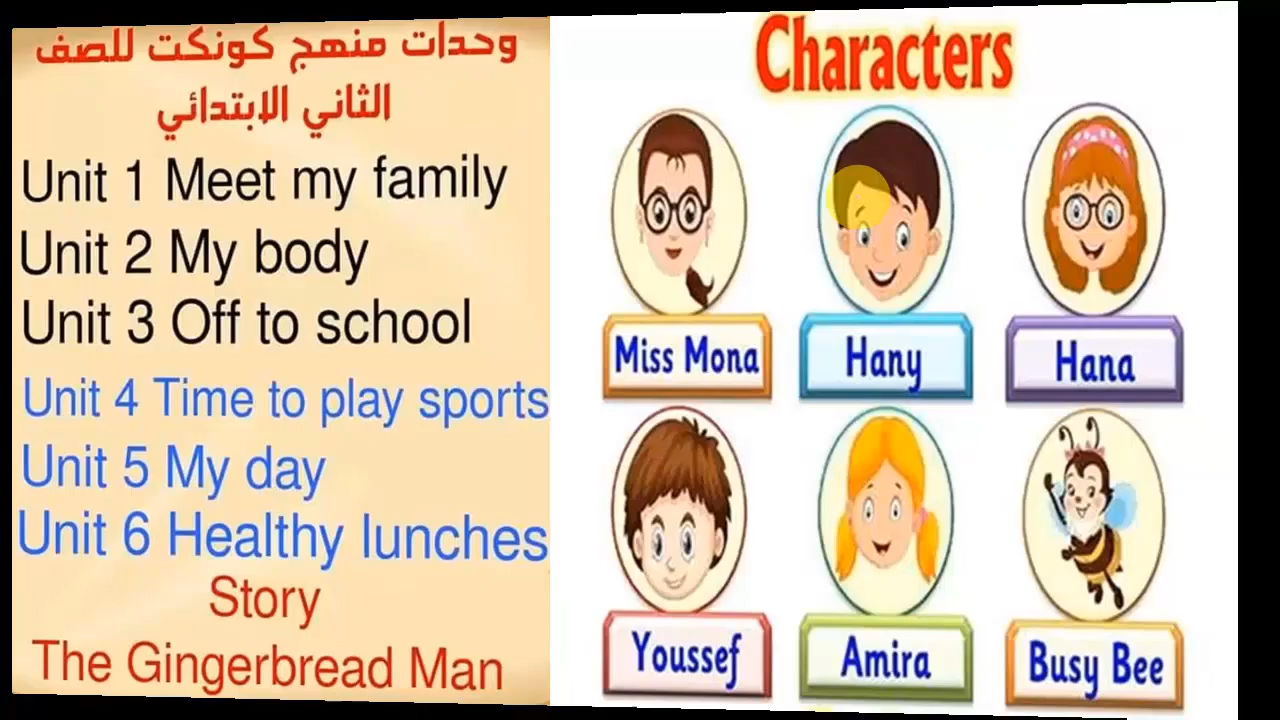 وحدات منهج كونكت للصف
الثاني الابتدائي
Unit 1 Meet my family
Unit 2 My body
Unit 3 Off to school
Unit 4 Time to play sports
Unit 5 My day
Unit 6 Healthy lunches
Story
The Gingerbread Man
Characters
Miss Mona
Hany
Hana
Youssef
Amira
Busy Bee